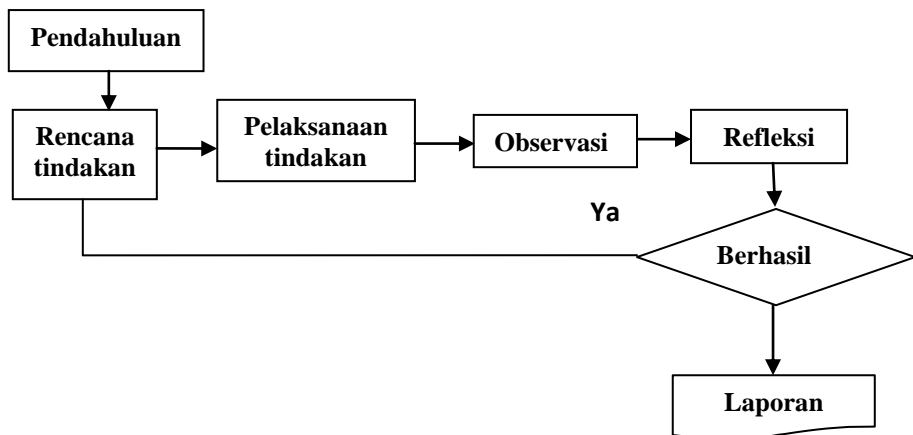 Pendahuluan
Rencana
tindakan
Pelaksanaan
tindakan
Observasi
Refleksi
Ya
Berhasil
Laporan